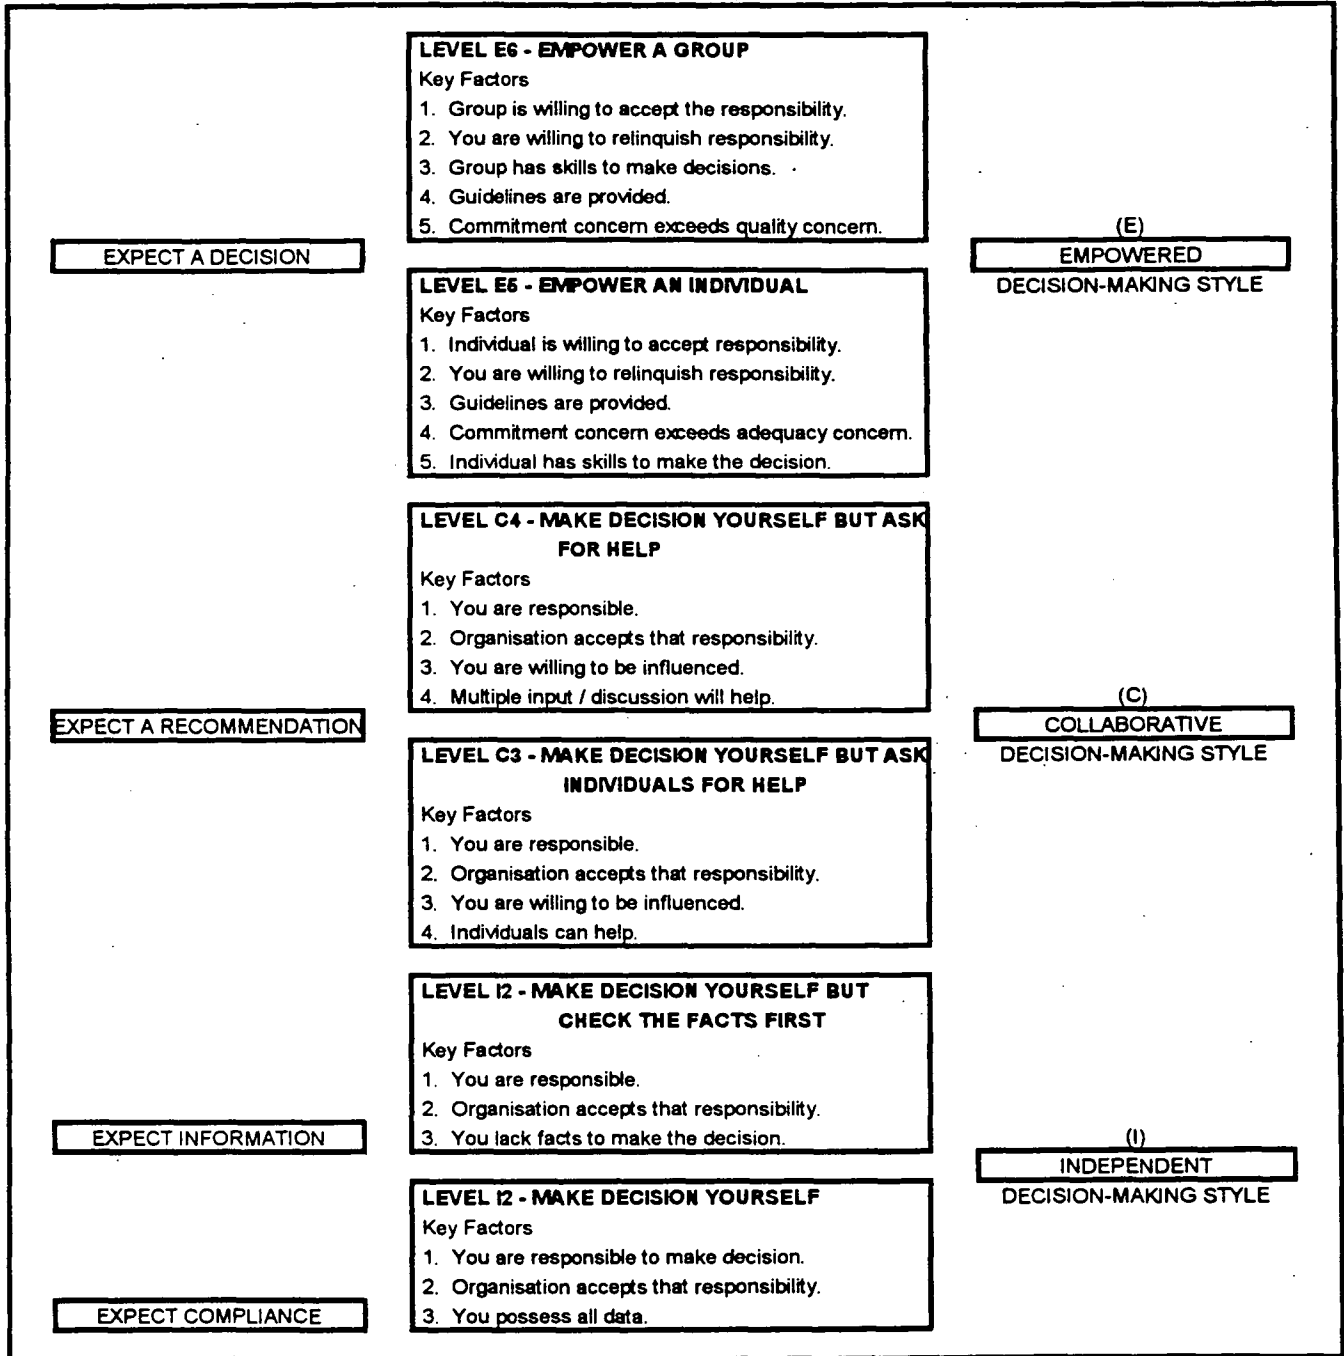 LEVEL E6 - EMPOWER A GROUP
Key Factors
1. Group is willing to accept the responsibility.
2. You are willing to relinquish responsibility.
3. Group has skills to make decisions.
4. Guidelines are provided.
5. Commitment concern exceeds quality concern.
EXPECT A DECISION
(E)
EMPOWERED
DECISION-MAKING STYLE
LEVEL E5 - EMPOWER AN INDIVIDUAL
Key Factors
1. Individual is willing to accept responsibility.
2. You are willing to relinquish responsibility.
3. Guidelines are provided.
4. Commitment concern exceeds adequacy concern.
5. Individual has skills to make the decision.
LEVEL C4 - MAKE DECISION YOURSELF BUT ASK
FOR HELP
Key Factors
1. You are responsible.
2. Organisation accepts that responsibility.
3. You are willing to be influenced.
4. Multiple input / discussion will help.
EXPECT A RECOMMENDATION
(C)
COLLABORATIVE
DECISION-MAKING STYLE
LEVEL C3 - MAKE DECISION YOURSELF BUT ASK
INDIVIDUALS FOR HELP
Key Factors
1. You are responsible.
2. Organisation accepts that responsibility.
3. You are willing to be influenced.
4. Individuals can help.
LEVEL I2 - MAKE DECISION YOURSELF BUT
CHECK THE FACTS FIRST
Key Factors
1. You are responsible.
2. Organisation accepts that responsibility.
3. You lack facts to make the decision.
EXPECT INFORMATION
(I)
INDEPENDENT
DECISION-MAKING STYLE
LEVEL I2 - MAKE DECISION YOURSELF
Key Factors
1. You are responsible to make decision.
2. Organisation accepts that responsibility.
3. You possess all data.
EXPECT COMPLIANCE